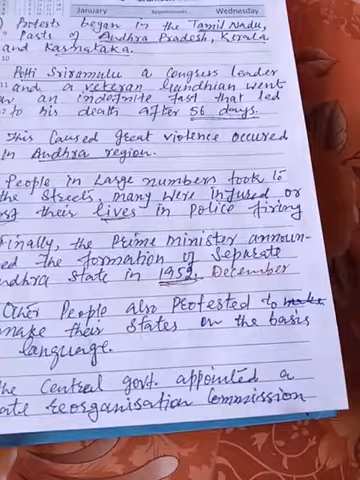 January Appointments Wednesday
Protests began in the Tamil Nadu,
Parts of Andhra Pradesh, Kerala
and Karnataka.
10
Potti Sriramulu a Congress leader
and a veteran Gandhian went
an indefinite fast that led
to his death after 56 days.
This Caused great violence occured
in Andhra region.
People in Large numbers took to
the streets, many were injured or
their lives in police firing
Finally, the Prime minister announ-
ced the formation of Separate
ndhra State in 1952. December
Other People also Protested to make
make their states on the basis
language.
the Central govt. appointed a
ate reorganisation Commission